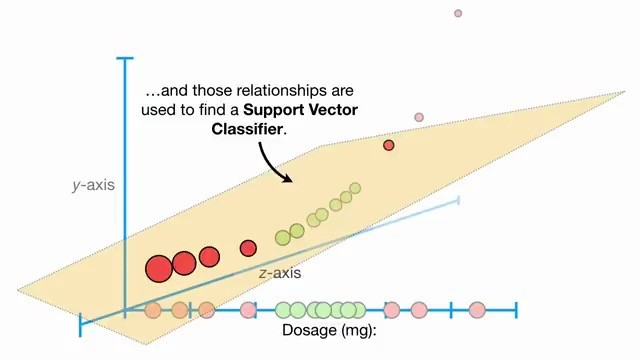 …and those relationships are
used to find a Support Vector
Classifier.
y-axis
z-axis
Dosage (mg):